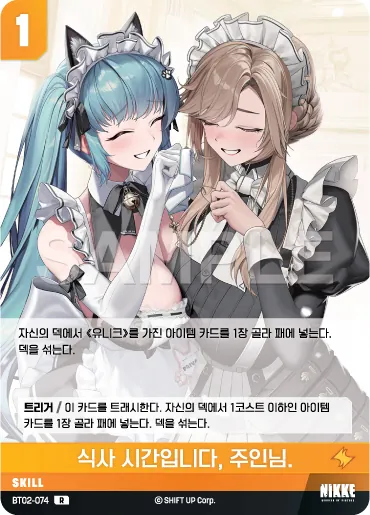 1
SAMPLE
자신의 덱에서 《유니크》를 가진 아이템 카드를 1장 골라 패에 넣는다.
덱을 섞는다.
트리거 / 이 카드를 트래시한다. 자신의 덱에서 1코스트 이하인 아이템
카드를 1장 골라 패에 넣는다. 덱을 섞는다.
식사 시간입니다, 주인님.
SKILL
BT02-074 R
© SHIFT UP Corp.
NIKKE
GODDESS OF VICTORY